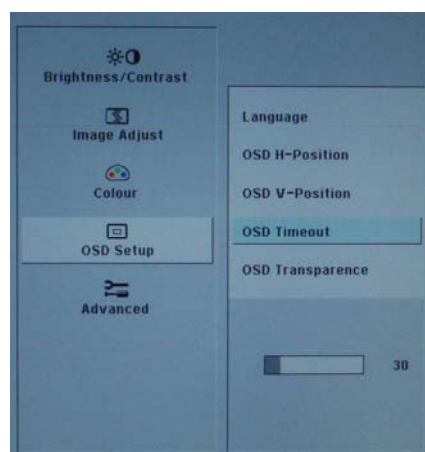 Brightness/Contrast
Image Adjust
Colour
OSD Setup
Advanced
Language
OSD H-Position
OSD V-Position
OSD Timeout
OSD Transparence
30